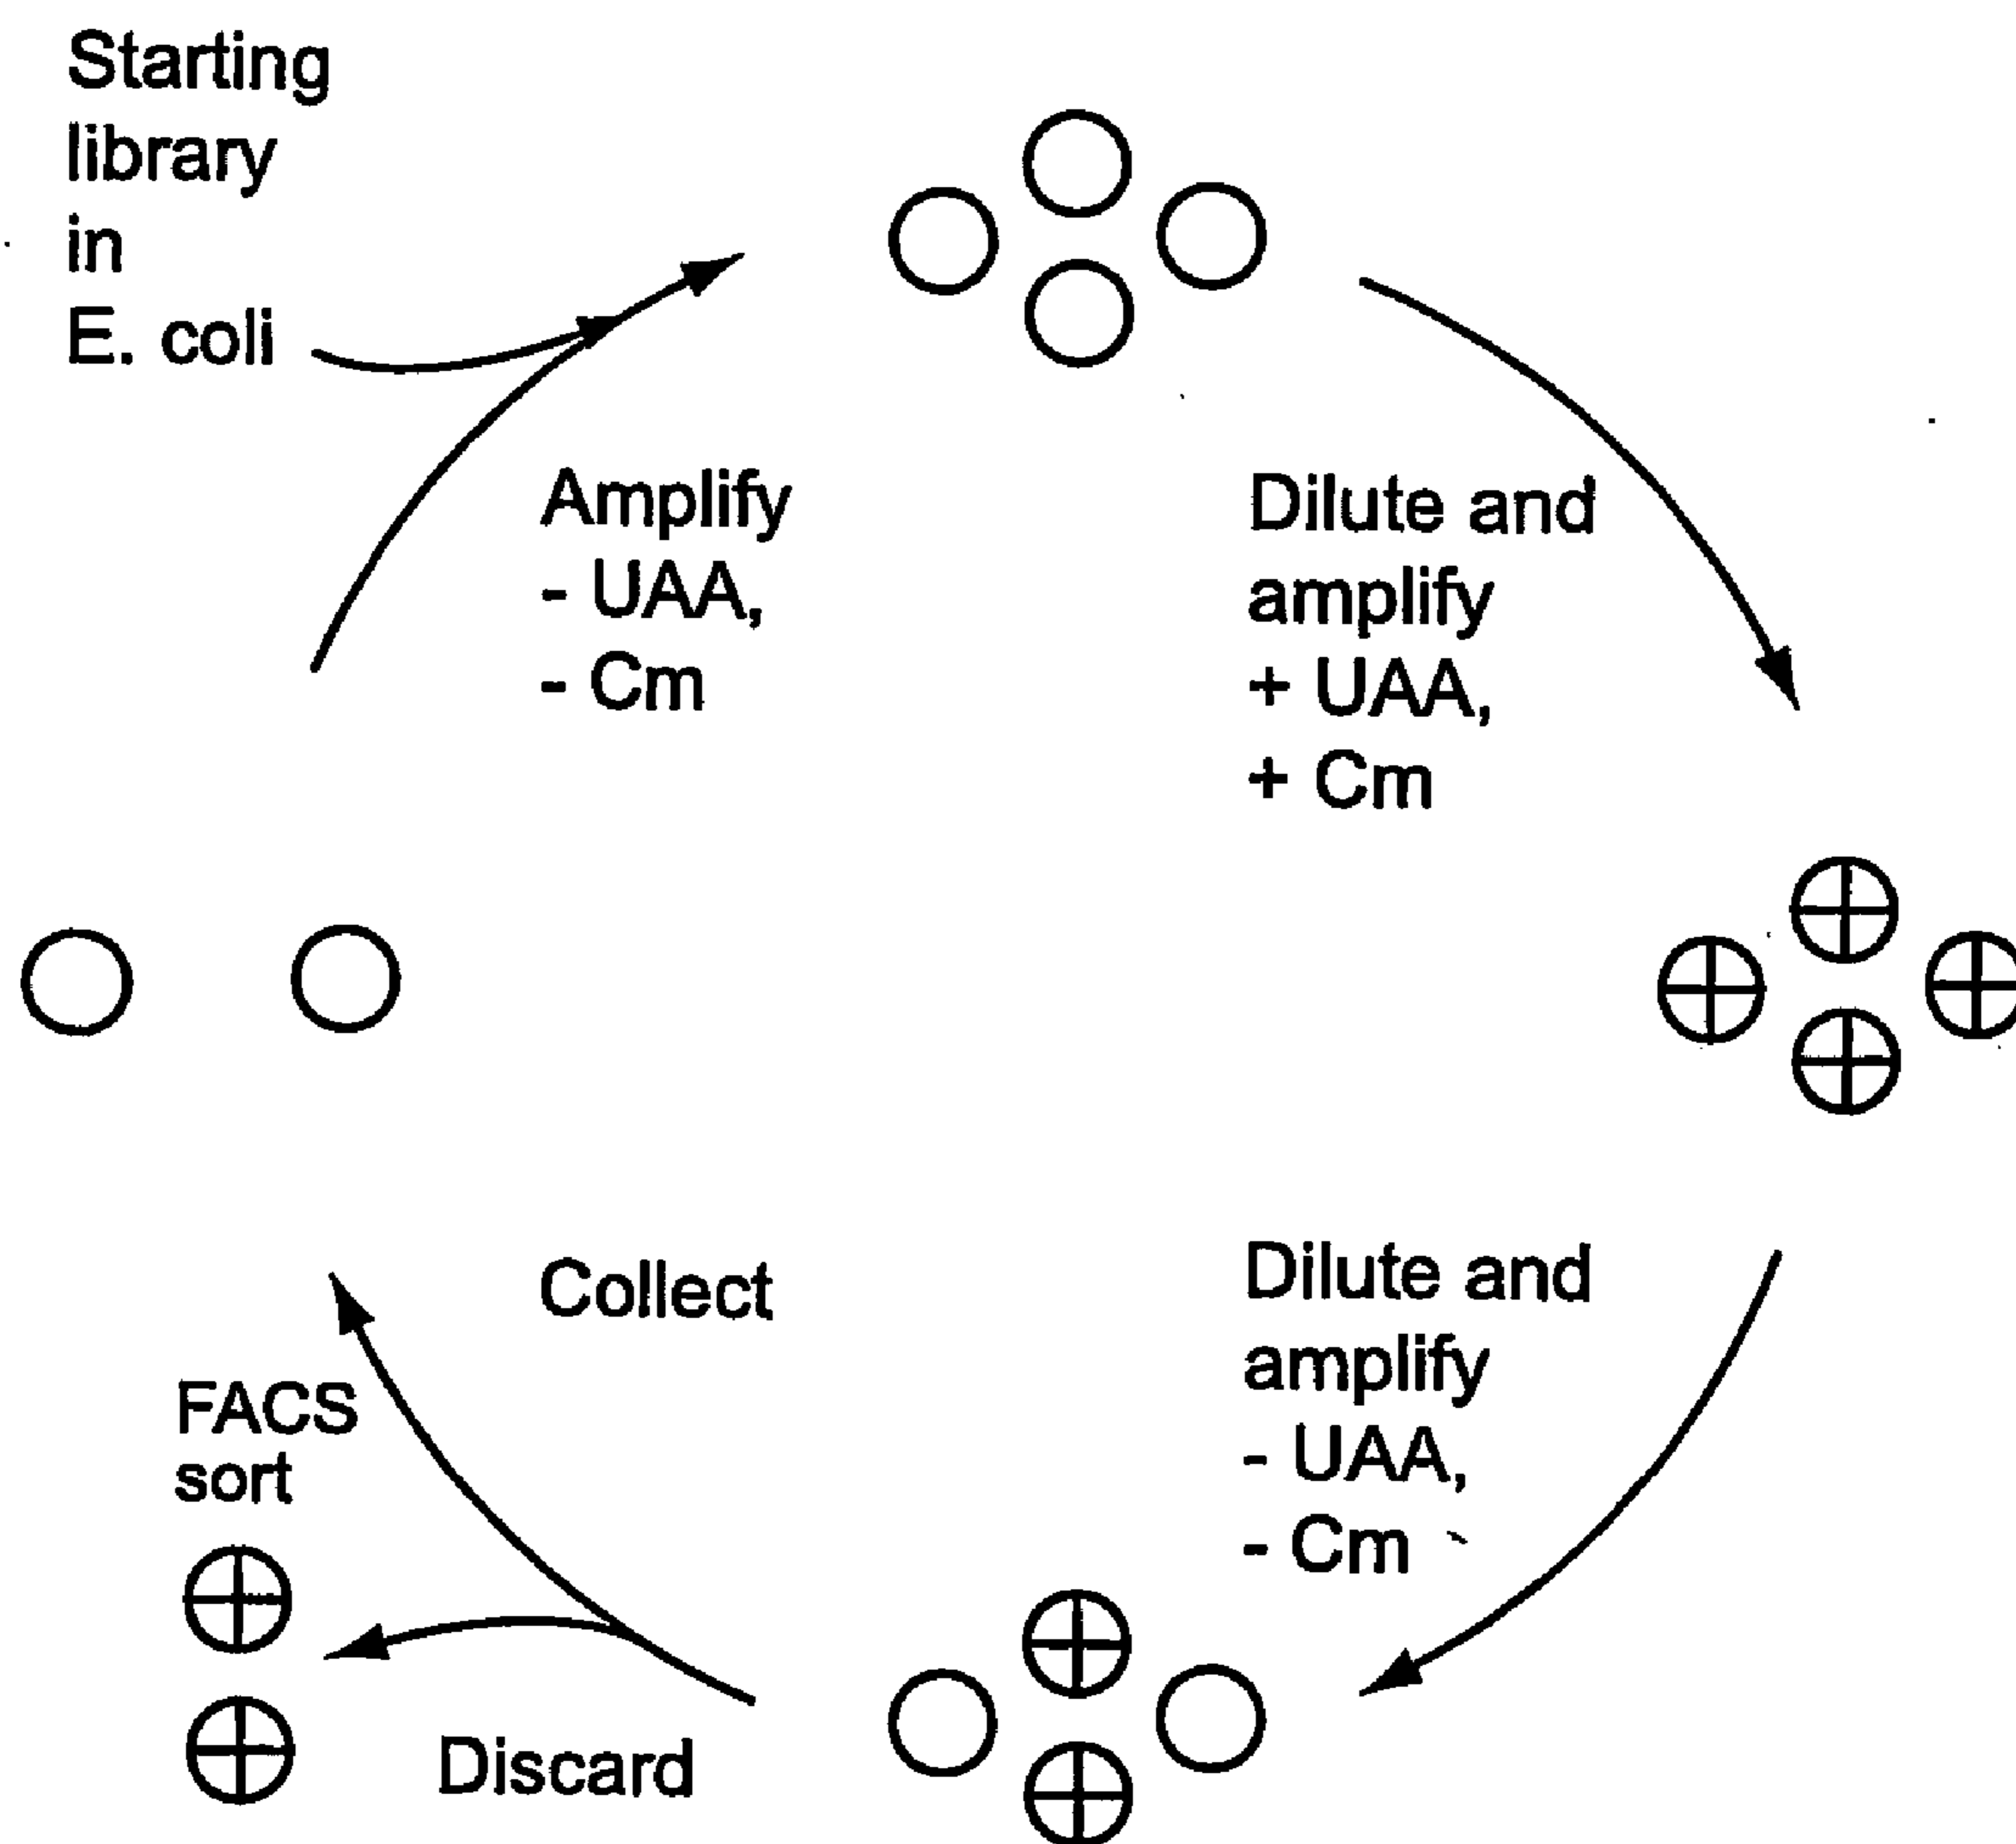 Starting
library
in
E. coli
Amplify
- UAA,
- Cm
Dilute and
amplify
+ UAA,
+ Cm
Collect
FACS
sort
Discard
Dilute and
amplify
- UAA,
- Cm